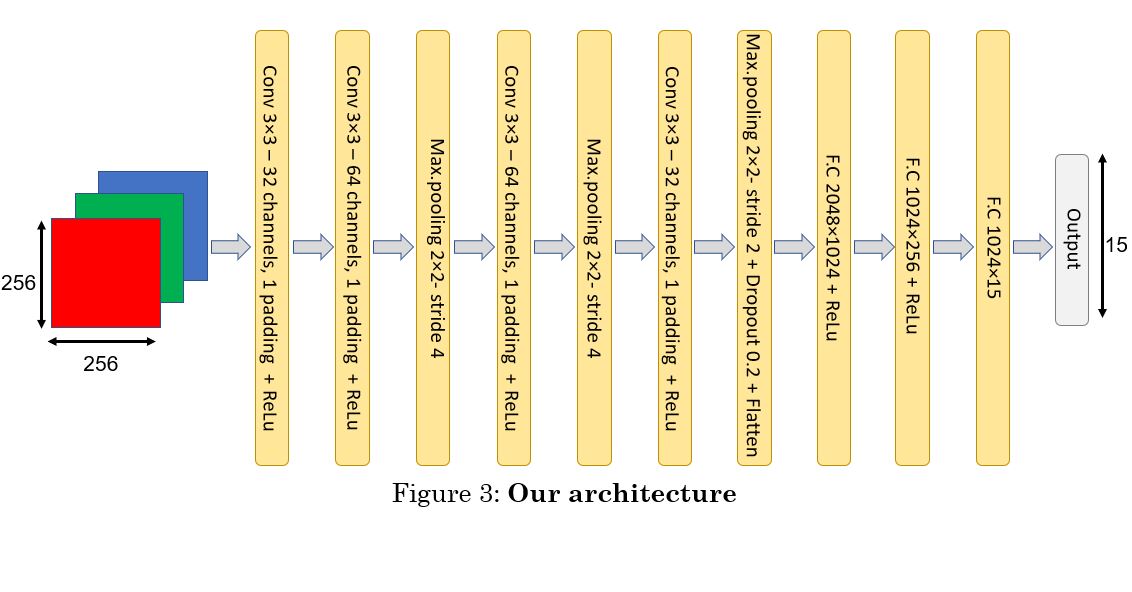 256
256
Conv 3×3 – 32 channels, 1 padding + ReLu
Conv 3×3 – 64 channels, 1 padding + ReLu
Max.pooling 2×2- stride 4
Conv 3×3 – 64 channels, 1 padding + ReLu
Max.pooling 2×2- stride 4
Conv 3×3 – 32 channels, 1 padding + ReLu
Max.pooling 2×2- stride 2 + Dropout 0.2 + Flatten
F.C 2048×1024 + ReLu
F.C 1024×256 + ReLu
F.C 1024×15
Output
15
Figure 3: Our architecture